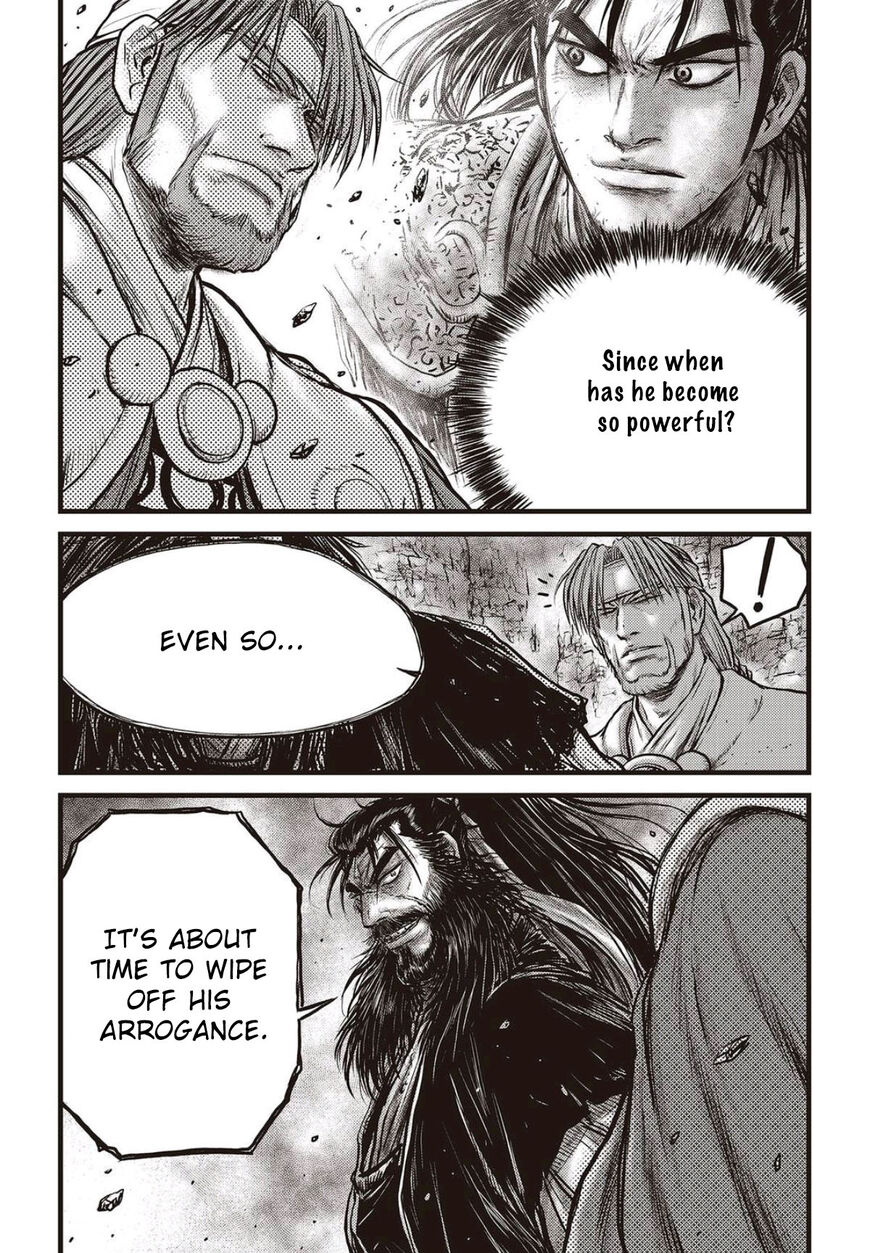 Since when
has he become
so powerful?
!
EVEN SO...
IT'S ABOUT
TIME TO WIPE
OFF HIS
ARROGANCE.